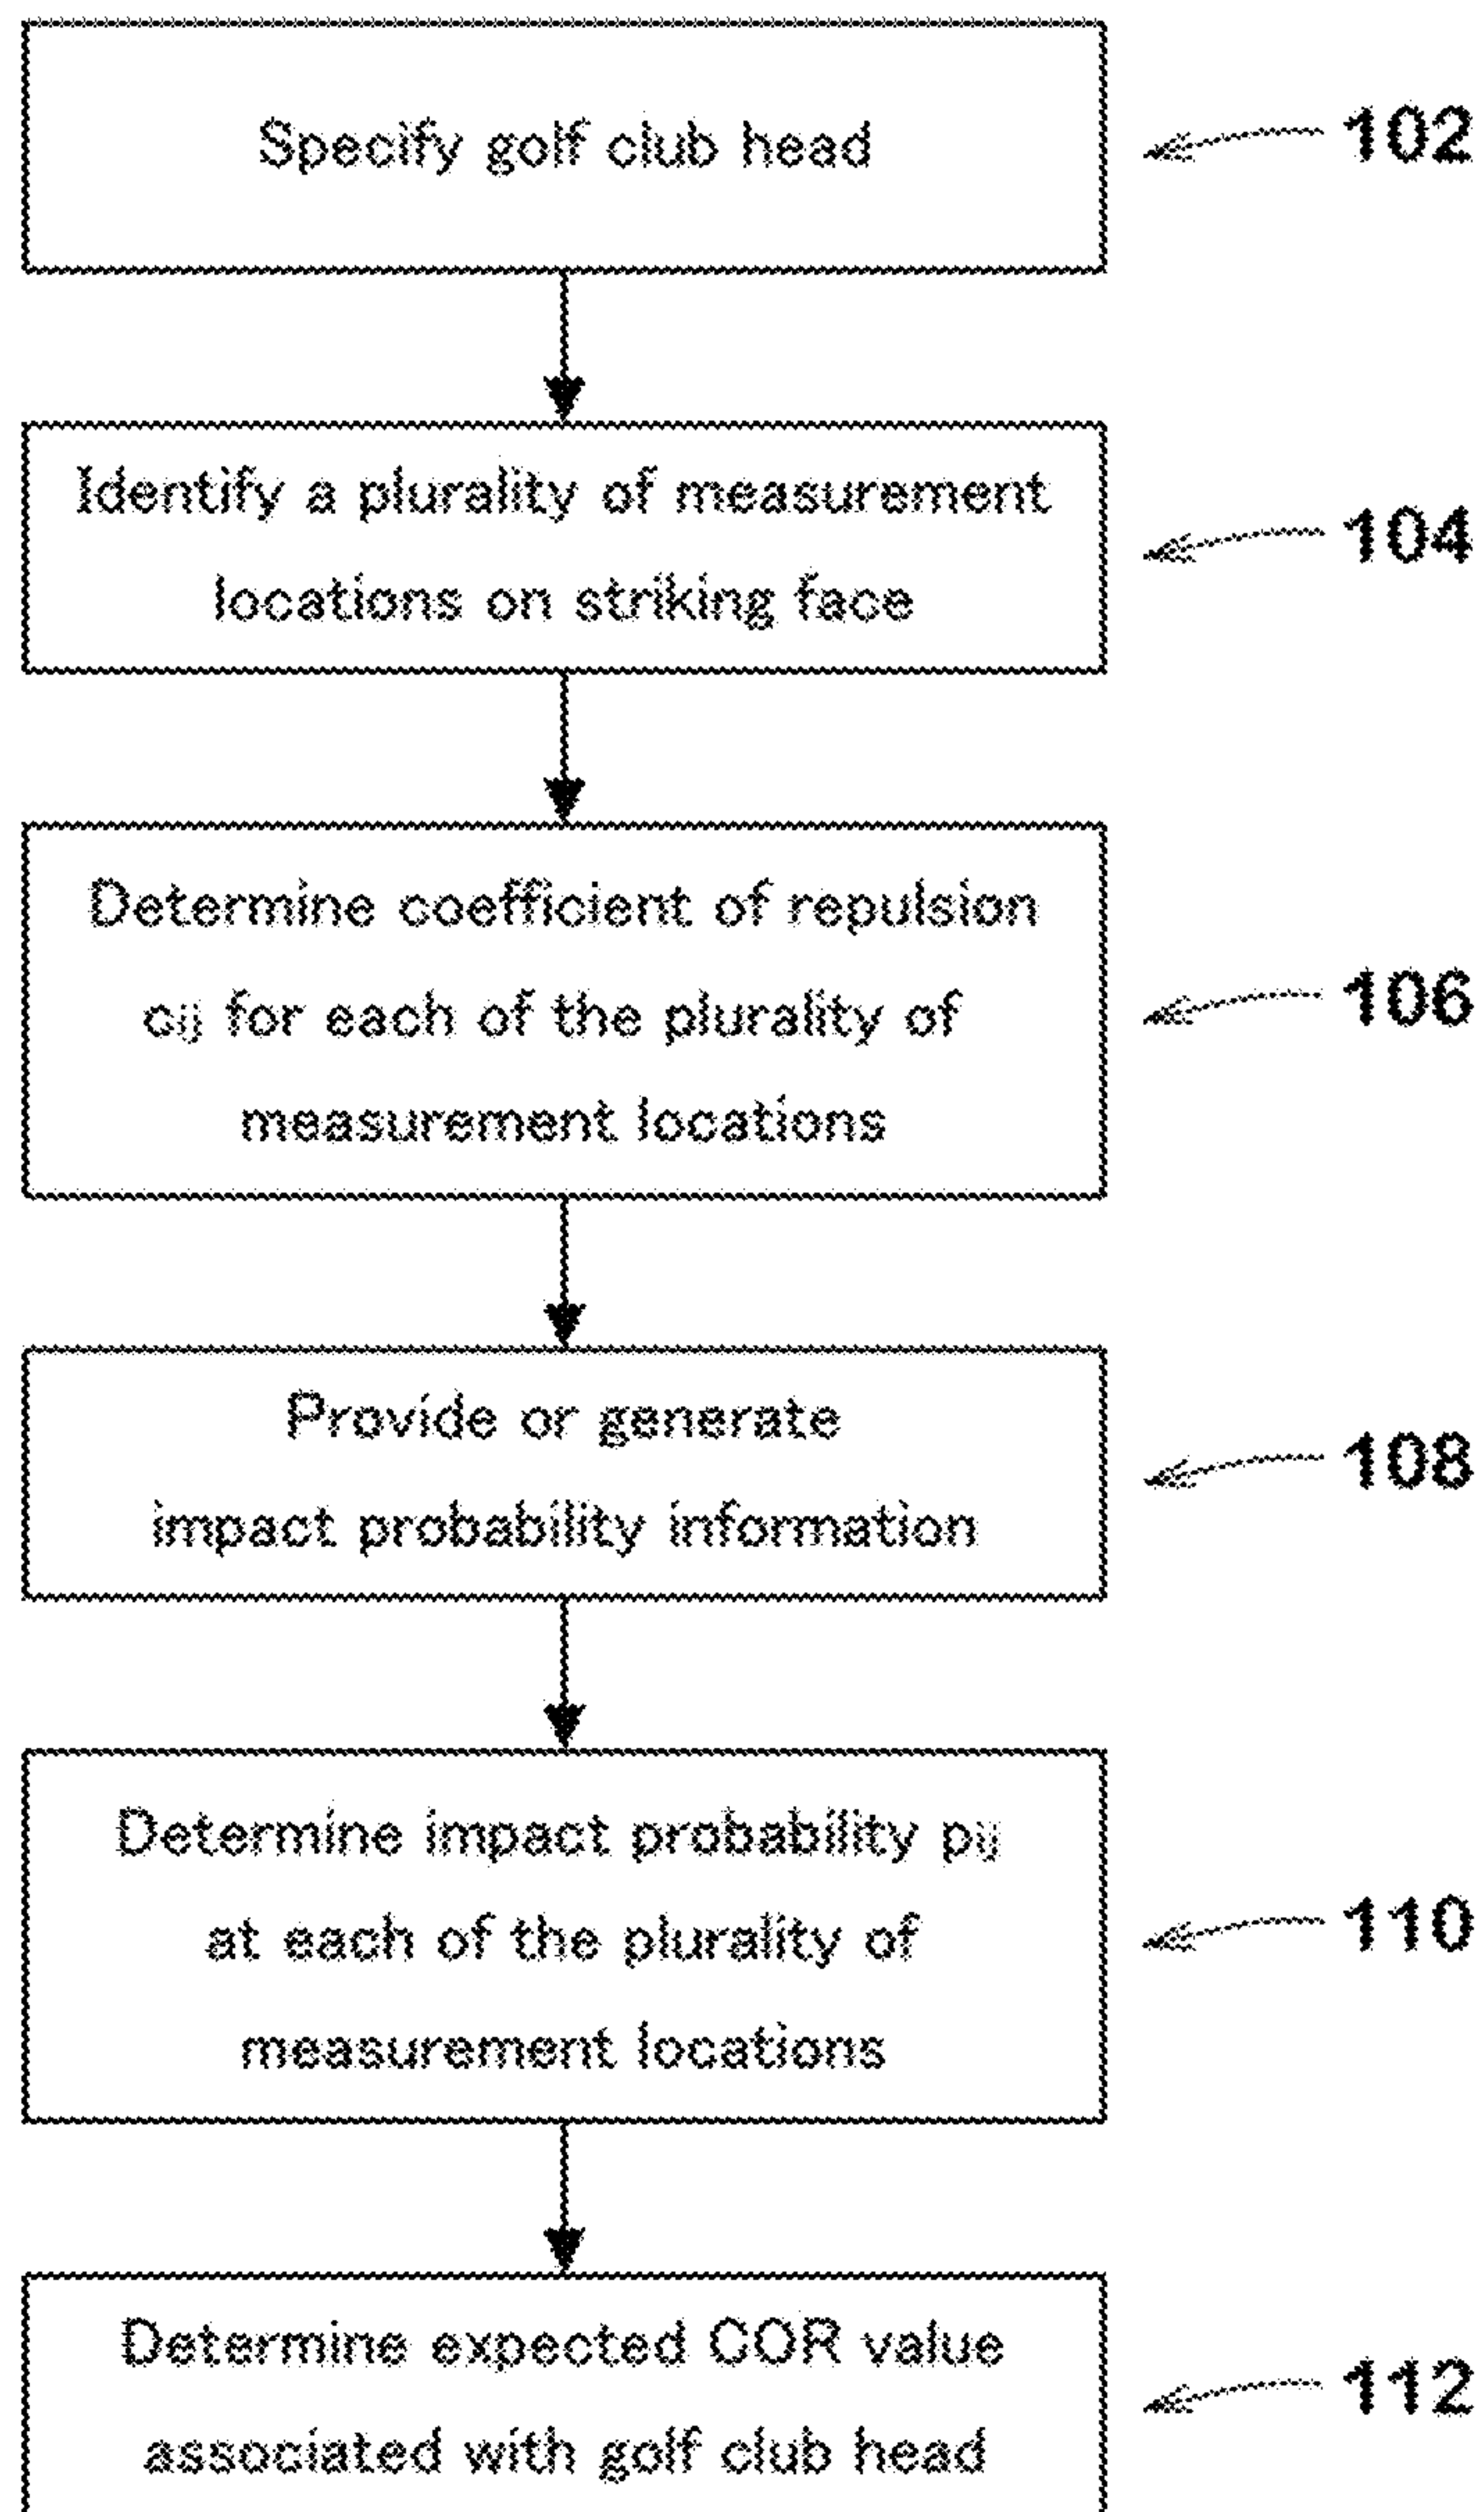 Specify golf club head
102
Identify a plurality of measurement
locations on striking face
104
Determine coefficient of repulsion
cij for each of the plurality of
measurement locations
106
Provide or generate
impact probability information
108
Determine impact probability pij
at each of the plurality of
measurement locations
110
Determine expected COR value
associated with golf club head
112